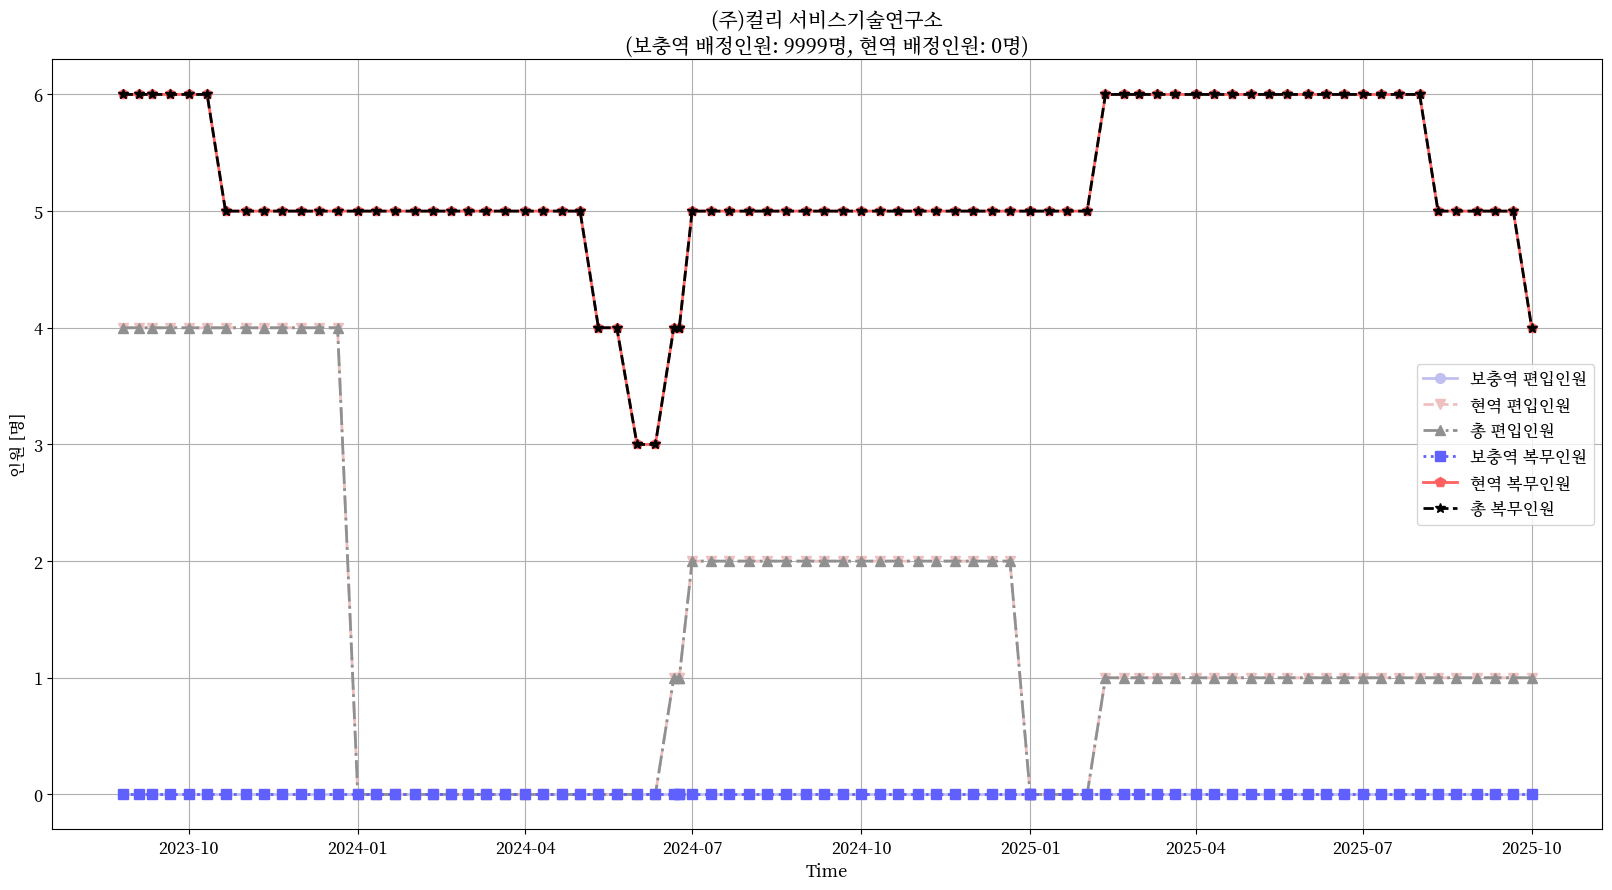 (주)컬리 서비스기술연구소
(보충역 배정인원: 9999명, 현역 배정인원: 0명)
6
5
4
3
2
1
0
인원 [명]
보충역 편입인원
현역 편입인원
총 편입인원
보충역 복무인원
현역 복무인원
총 복무인원
2023-10
2024-01
2024-04
2024-07
2024-10
2025-01
2025-04
2025-07
2025-10
Time